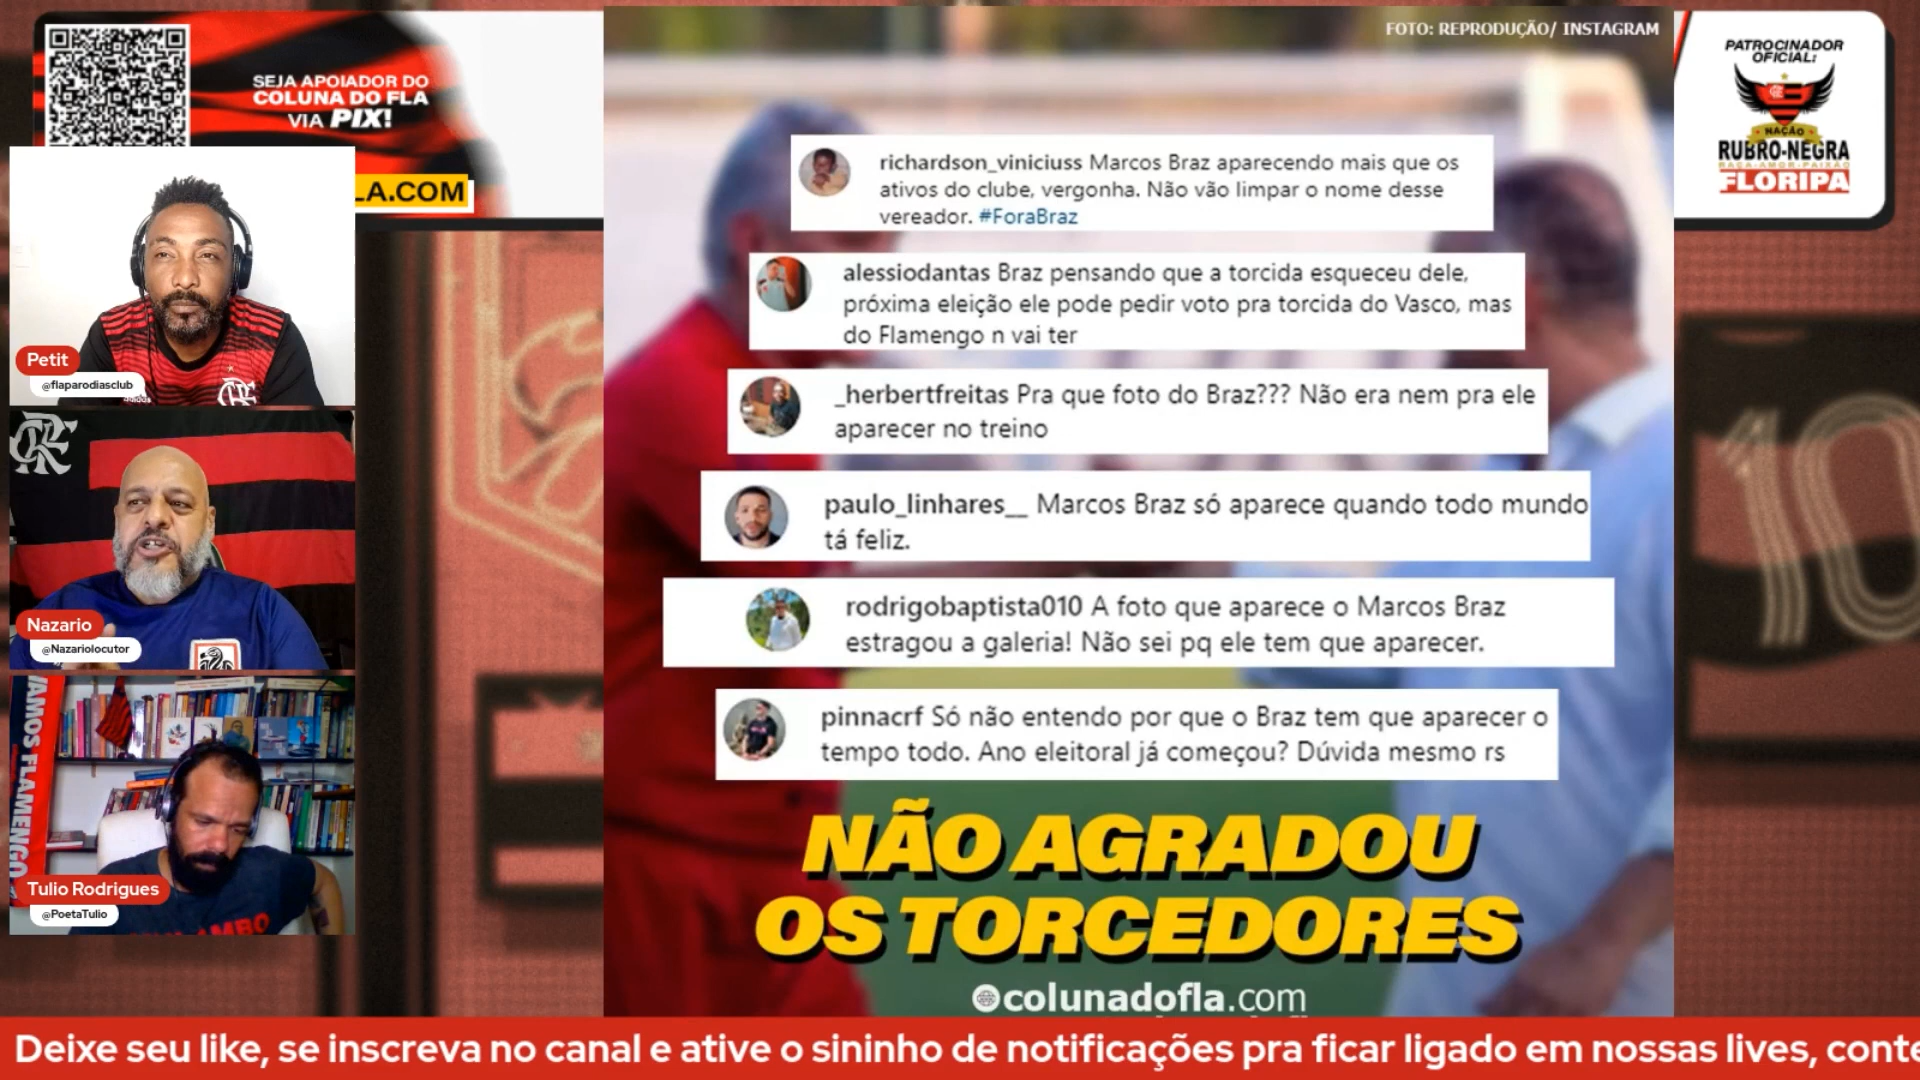 SEJA APOIADOR DO
COLUNA DO FLA
VIA PIX!
LA.COM
Petit
@flaparodiasclub
Nazario
@Nazariolocutor
VAMOS FLAMENGO
Tulio Rodrigues
@PoetaTulio
FOTO: REPRODUÇÃO/ INSTAGRAM
richardson_viniciuss Marcos Braz aparecendo mais que os
ativos do clube, vergonha. Não vão limpar o nome desse
vereador. #ForaBraz
alessiodantas Braz pensando que a torcida esqueceu dele,
próxima eleição ele pode pedir voto pra torcida do Vasco, mas
do Flamengo n vai ter
_herbertfreitas Pra que foto do Braz??? Não era nem pra ele
aparecer no treino
paulo_linhares__ Marcos Braz só aparece quando todo mundo
tá feliz.
rodrigobaptista010 A foto que aparece o Marcos Braz
estragou a galeria! Não sei pq ele tem que aparecer.
pinnacrf Só não entendo por que o Braz tem que aparecer o
tempo todo. Ano eleitoral já começou? Dúvida mesmo rs
NÃO AGRADOU
OS TORCEDORES
colunadofla.com
PATROCINADOR
OFICIAL:
NAÇÃO
RUBRO-NEGRA
RAÇA-AMOR-PAIXÃO
FLORIPA
10
Deixe seu like, se inscreva no canal e ative o sininho de notificações pra ficar ligado em nossas lives, conte